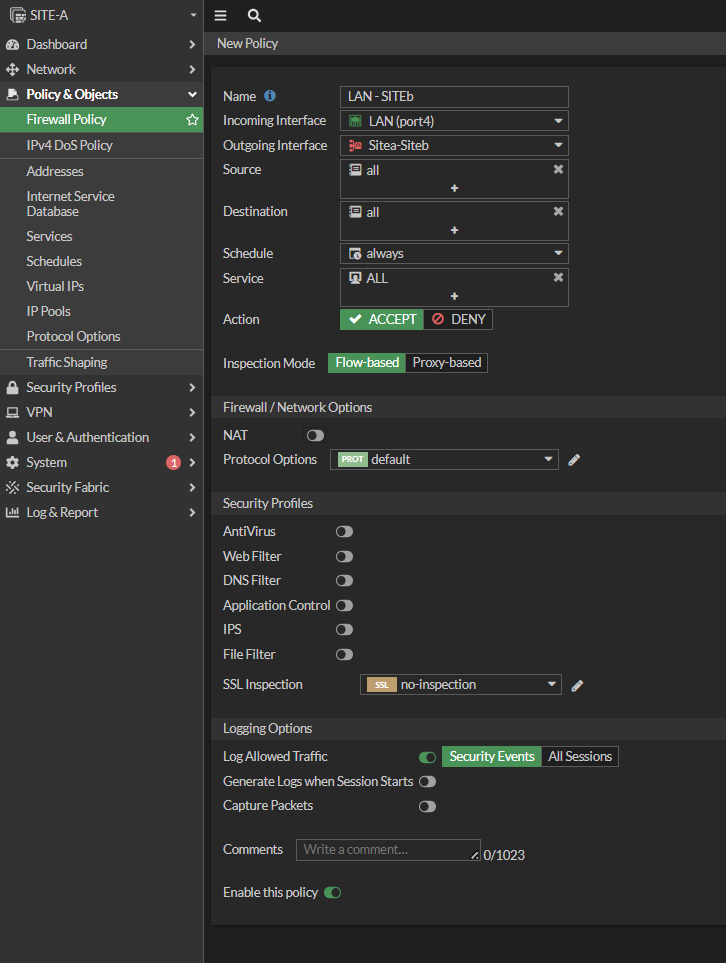 SITE-A
Dashboard
Network
Policy & Objects
Firewall Policy
IPv4 DoS Policy
Addresses
Internet Service
Database
Services
Schedules
Virtual IPs
IP Pools
Protocol Options
Traffic Shaping
Security Profiles
VPN
User & Authentication
System 1
Security Fabric
Log & Report
New Policy
Name LAN - SITEb
Incoming Interface LAN (port4)
Outgoing Interface Sitea-Siteb
Source all
+
Destination all
+
Schedule always
Service ALL
+
Action ACCEPT DENY
Inspection Mode Flow-based Proxy-based
Firewall / Network Options
NAT
Protocol Options PROT default
Security Profiles
AntiVirus
Web Filter
DNS Filter
Application Control
IPS
File Filter
SSL Inspection SSL no-inspection
Logging Options
Log Allowed Traffic Security Events All Sessions
Generate Logs when Session Starts
Capture Packets
Comments Write a comment... 0/1023
Enable this policy